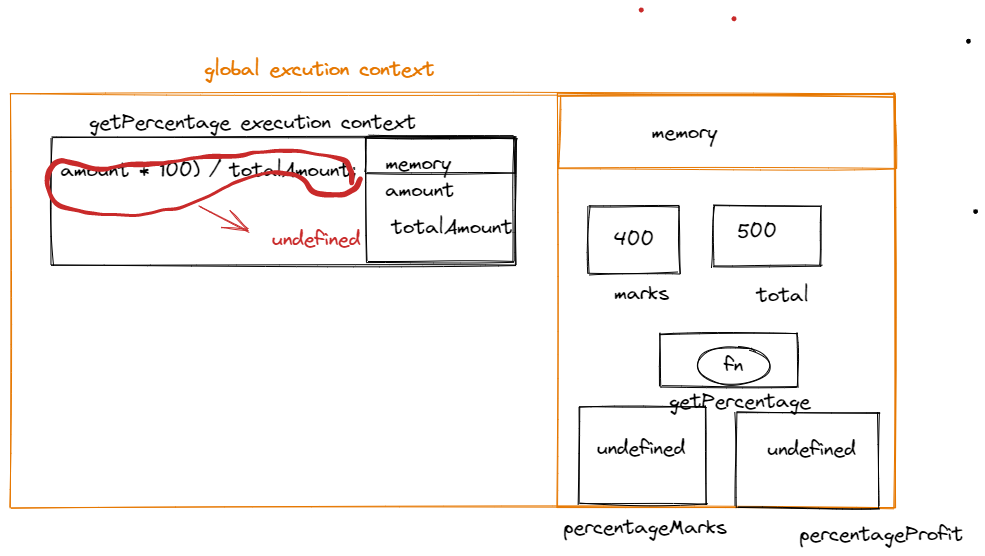 global excution context
getPercentage execution context
memory
amount * 100) / totalAmount;
memory
amount
totalAmount
undefined
400
500
marks
total
fn
getPercentage
undefined
undefined
percentageMarks
percentageProfit